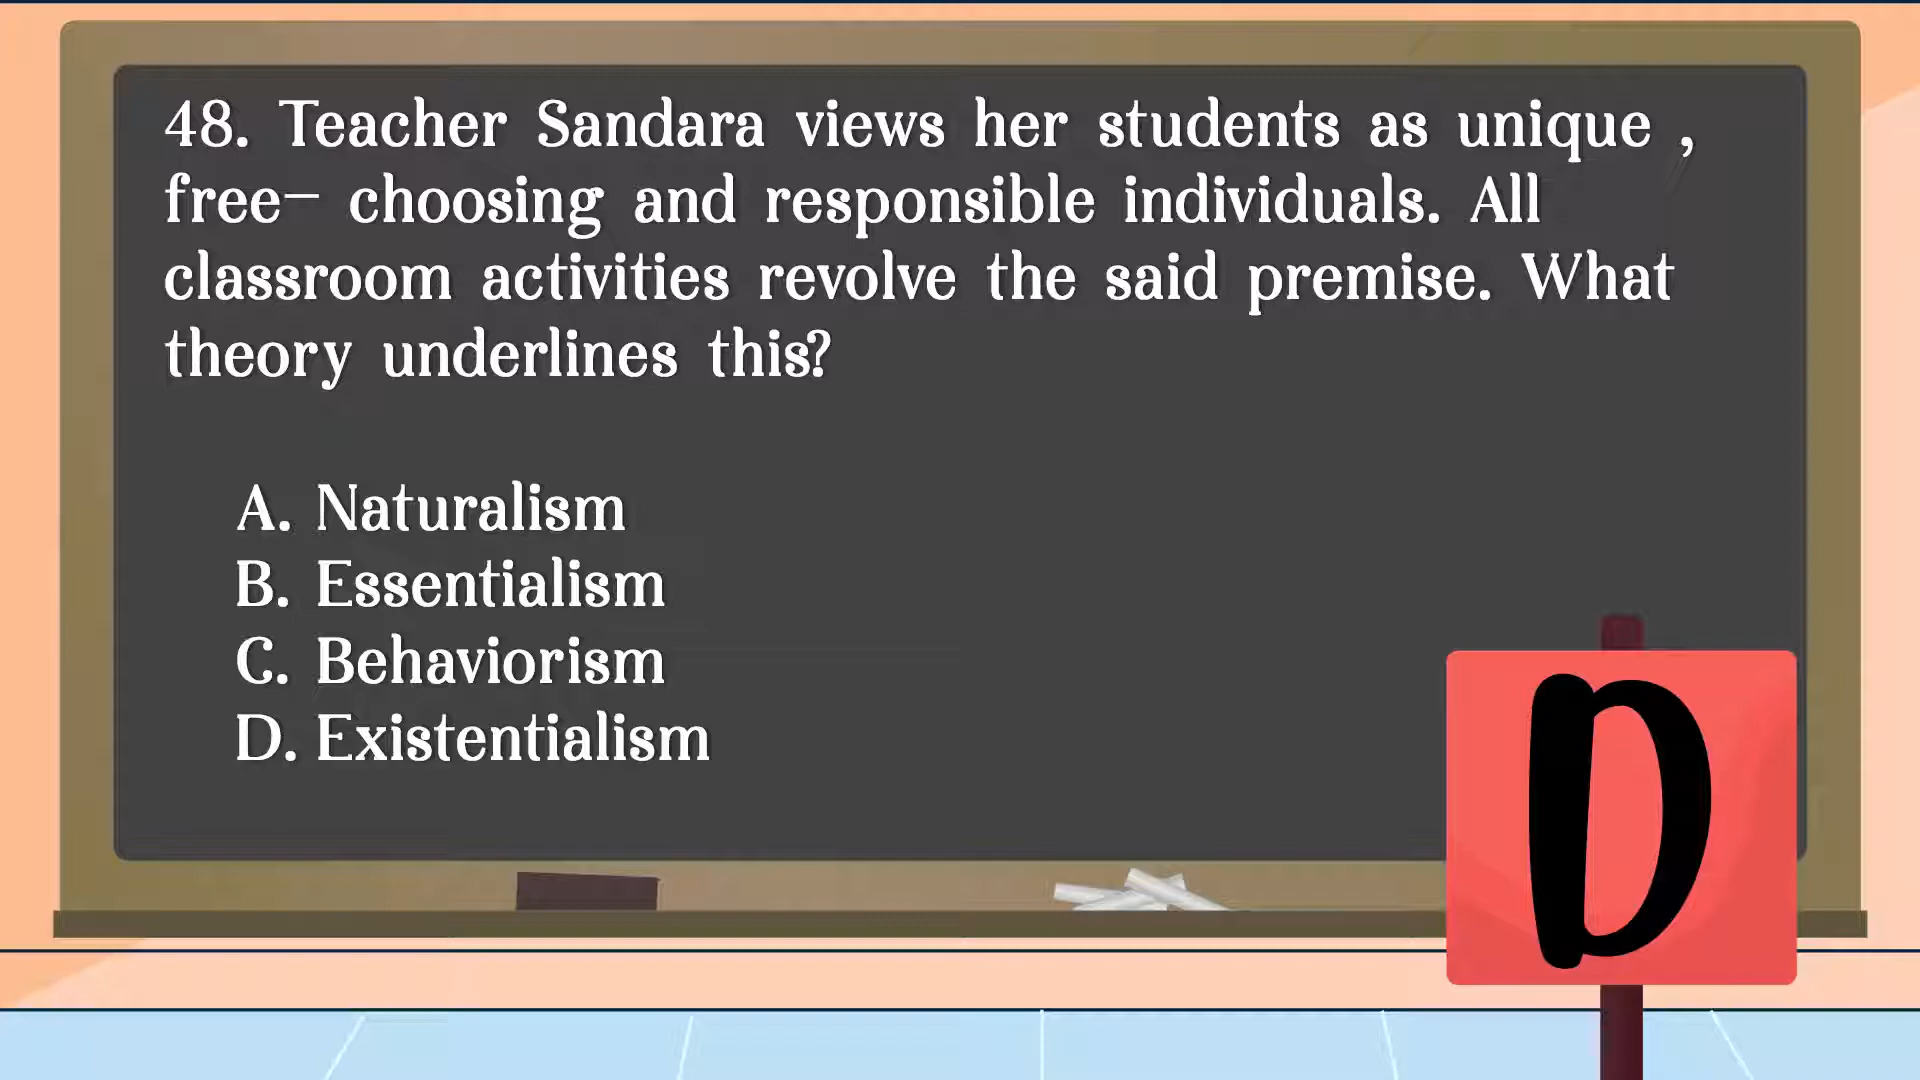 48. Teacher Sandara views her students as unique ,
free- choosing and responsible individuals. All
classroom activities revolve the said premise. What
theory underlines this?
A. Naturalism
B. Essentialism
C. Behaviorism
D. Existentialism
D